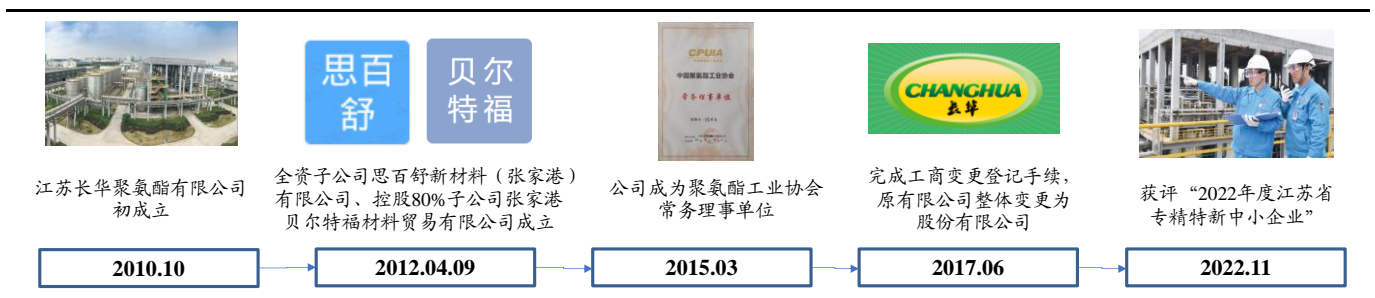 思百
舒
贝尔
特福
CPUIA
中国聚氨酯工业协会
常务理事单位
CHANGHUA
长华
江苏长华聚氨酯有限公司
初成立
全资子公司思百舒新材料（张家港）
有限公司、控股80%子公司张家港
贝尔特福材料贸易有限公司成立
公司成为聚氨酯工业协会
常务理事单位
完成工商变更登记手续，
原有限公司整体变更为
股份有限公司
获评“2022年度江苏省
专精特新中小企业”
2010.10
2012.04.09
2015.03
2017.06
2022.11